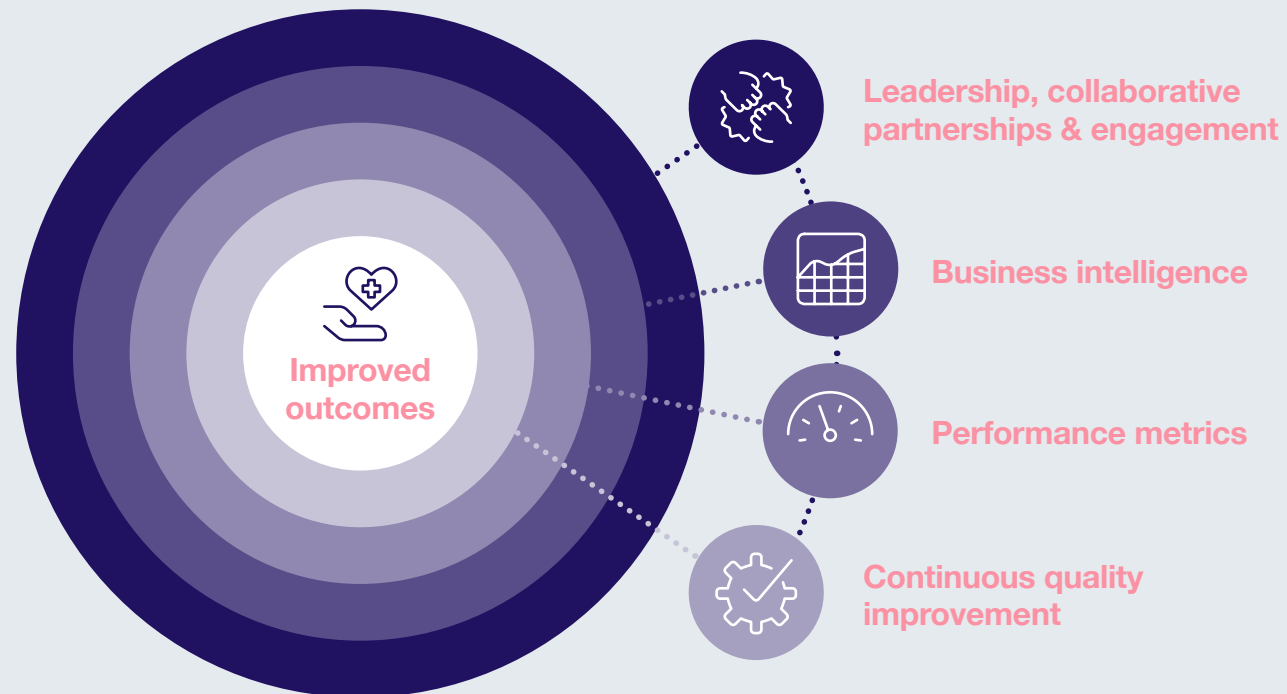 Leadership, collaborative
partnerships & engagement
Business intelligence
Improved
outcomes
Performance metrics
Continuous quality
improvement